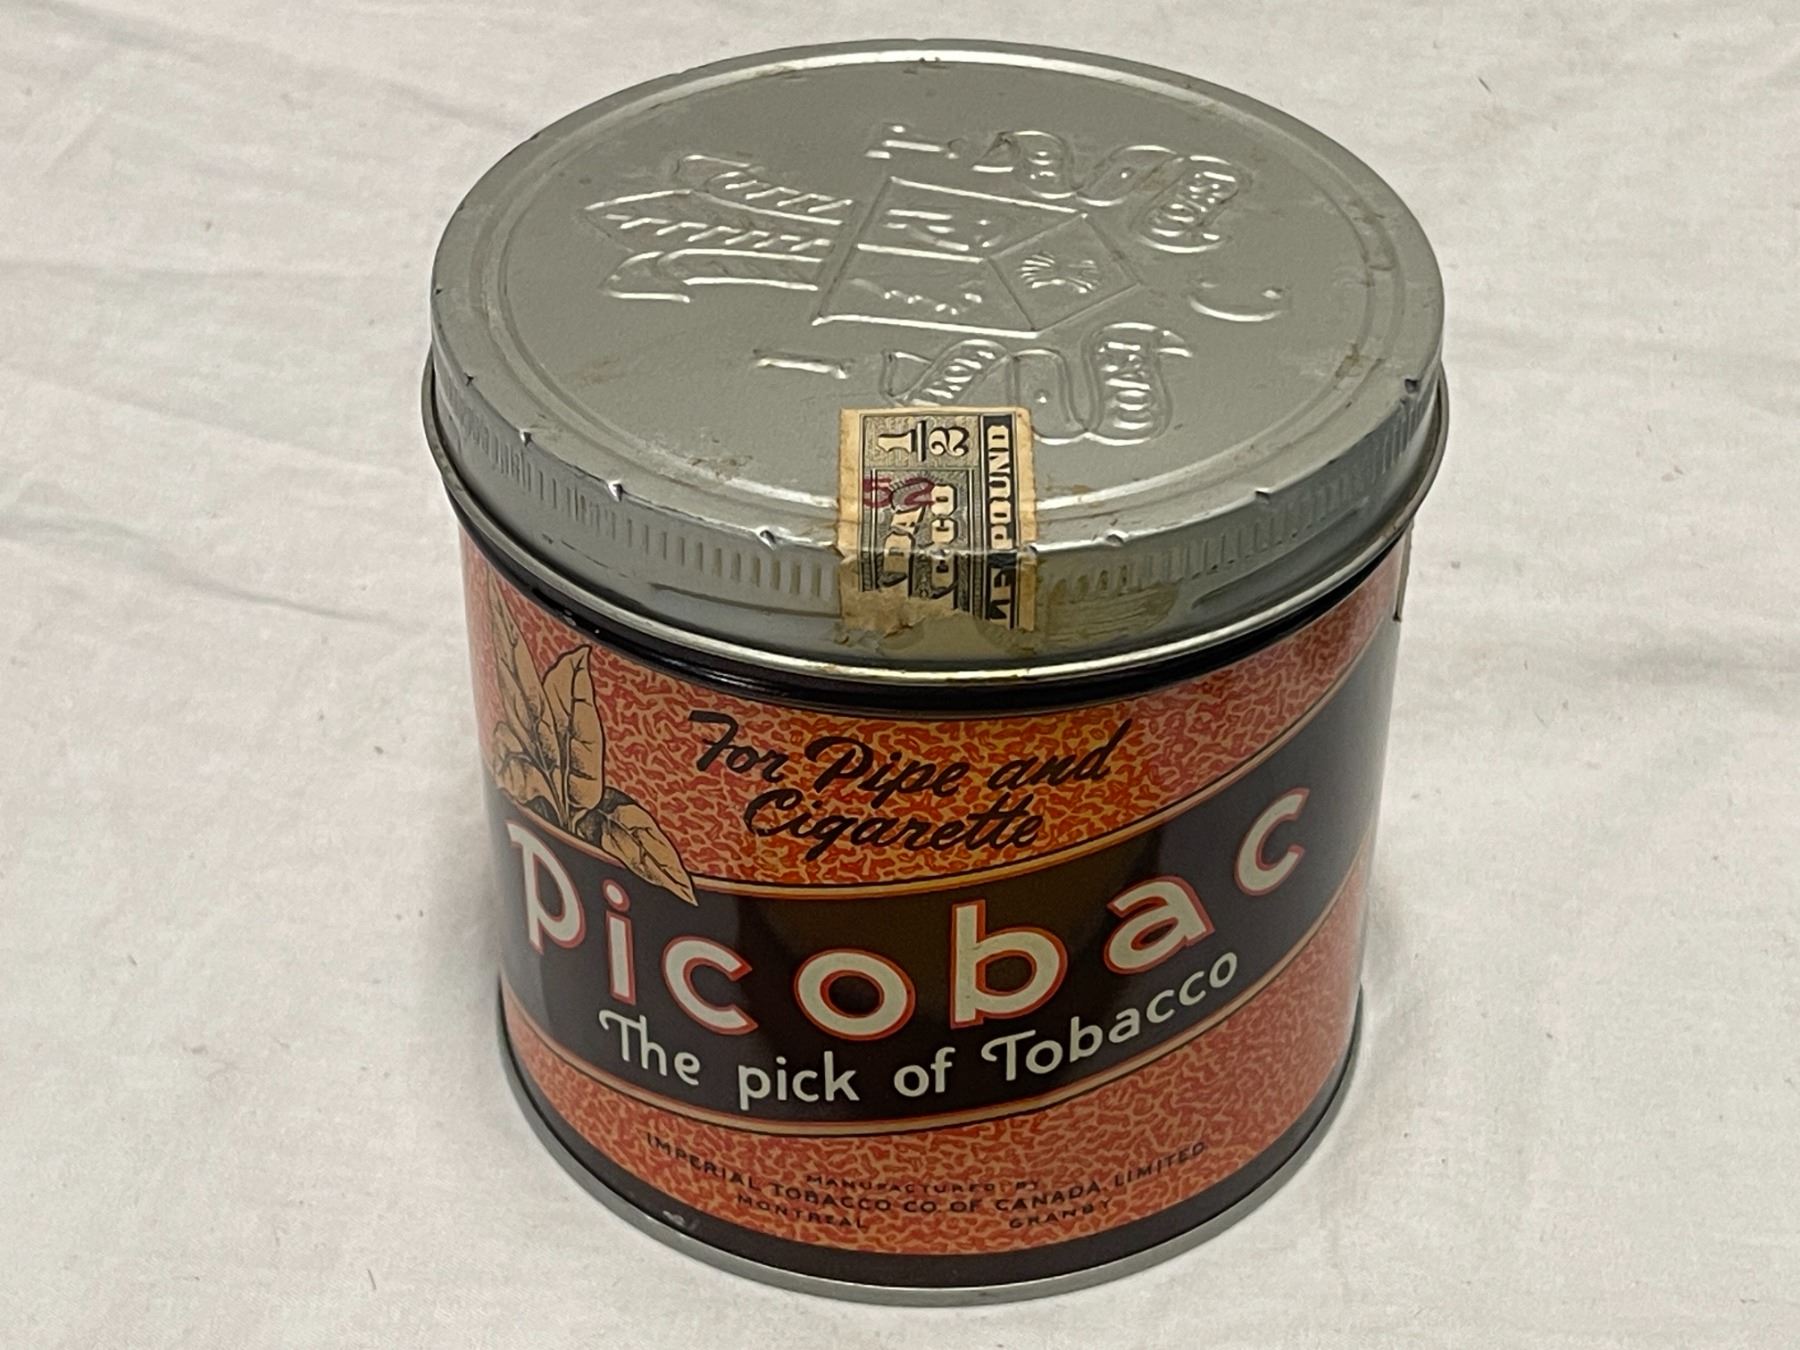 I. T. C.
1/2
POUND
52
For Pipe and
Cigarette
Picobac
The pick of Tobacco
MANUFACTURED BY
IMPERIAL TOBACCO CO. OF CANADA, LIMITED
MONTREAL GRANBY